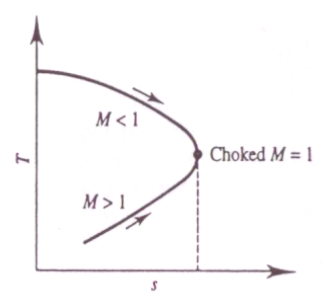 M < 1
T
Choked M = 1
M > 1
s